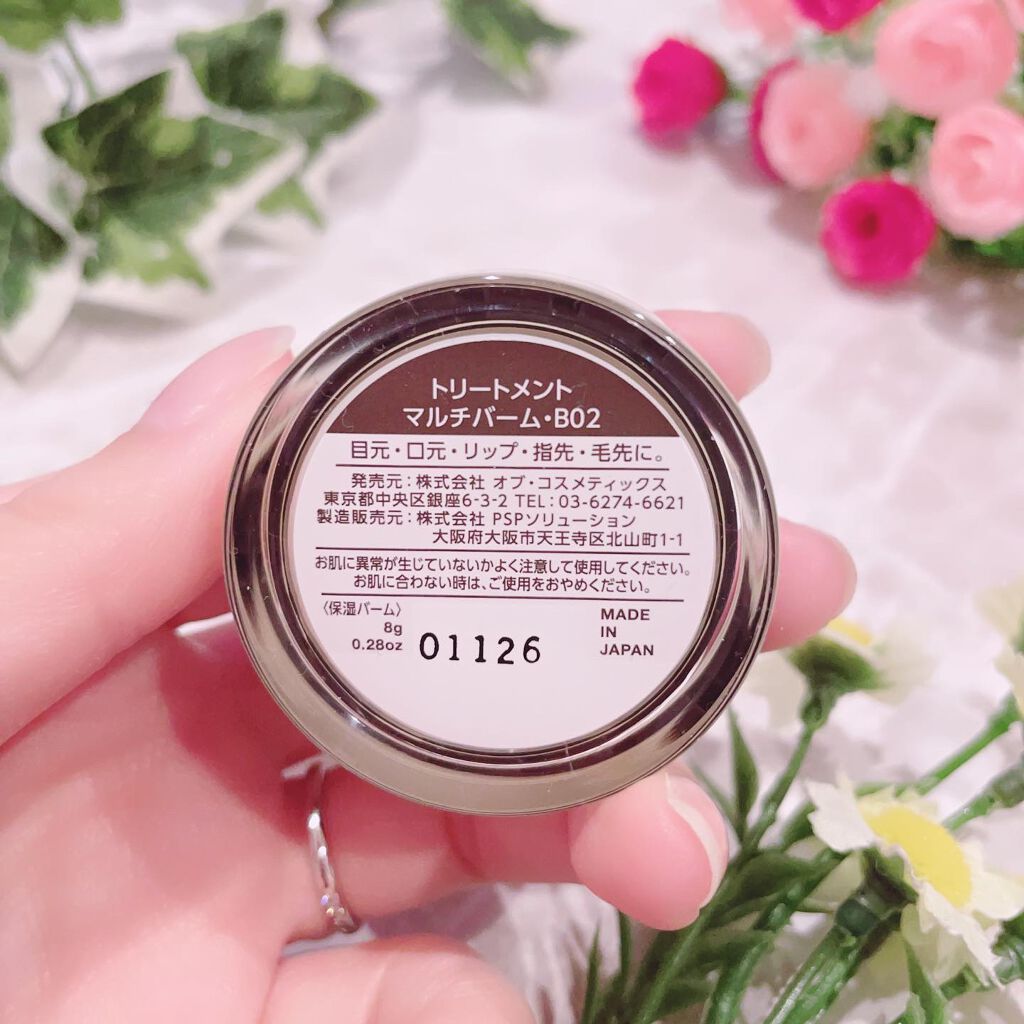 トリートメント
マルチバーム・B02
目元・口元・リップ・指先・毛先に。
発売元：株式会社 オブ・コスメティックス
東京都中央区銀座6-3-2 TEL：03-6274-6621
製造販売元：株式会社 PSPソリューション
大阪府大阪市天王寺区北山町1-1
お肌に異常が生じていないかよく注意して使用してください。
お肌に合わない時は、ご使用をおやめください。
〈保湿バーム〉
8g
0.28oz
01126
MADE
IN
JAPAN